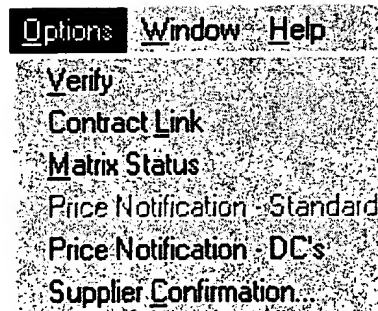 Options Window Help
Verify
Contract Link
Matrix Status
Price Notification - Standard
Price Notification - DC's
Supplier Confirmation...